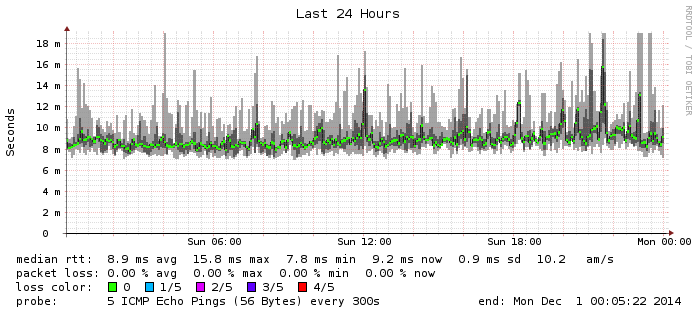 Last 24 Hours
RRDTOOL / TOBI OETIKER
Seconds
18 m
16 m
14 m
12 m
10 m
8 m
6 m
4 m
2 m
0
Sun 06:00 Sun 12:00 Sun 18:00 Mon 00:00
median rtt: 8.9 ms avg 15.8 ms max 7.8 ms min 9.2 ms now 0.9 ms sd 10.2 am/s
packet loss: 0.00 % avg 0.00 % max 0.00 % min 0.00 % now
loss color: 0 1/5 2/5 3/5 4/5
probe: 5 ICMP Echo Pings (56 Bytes) every 300s end: Mon Dec 1 00:05:22 2014